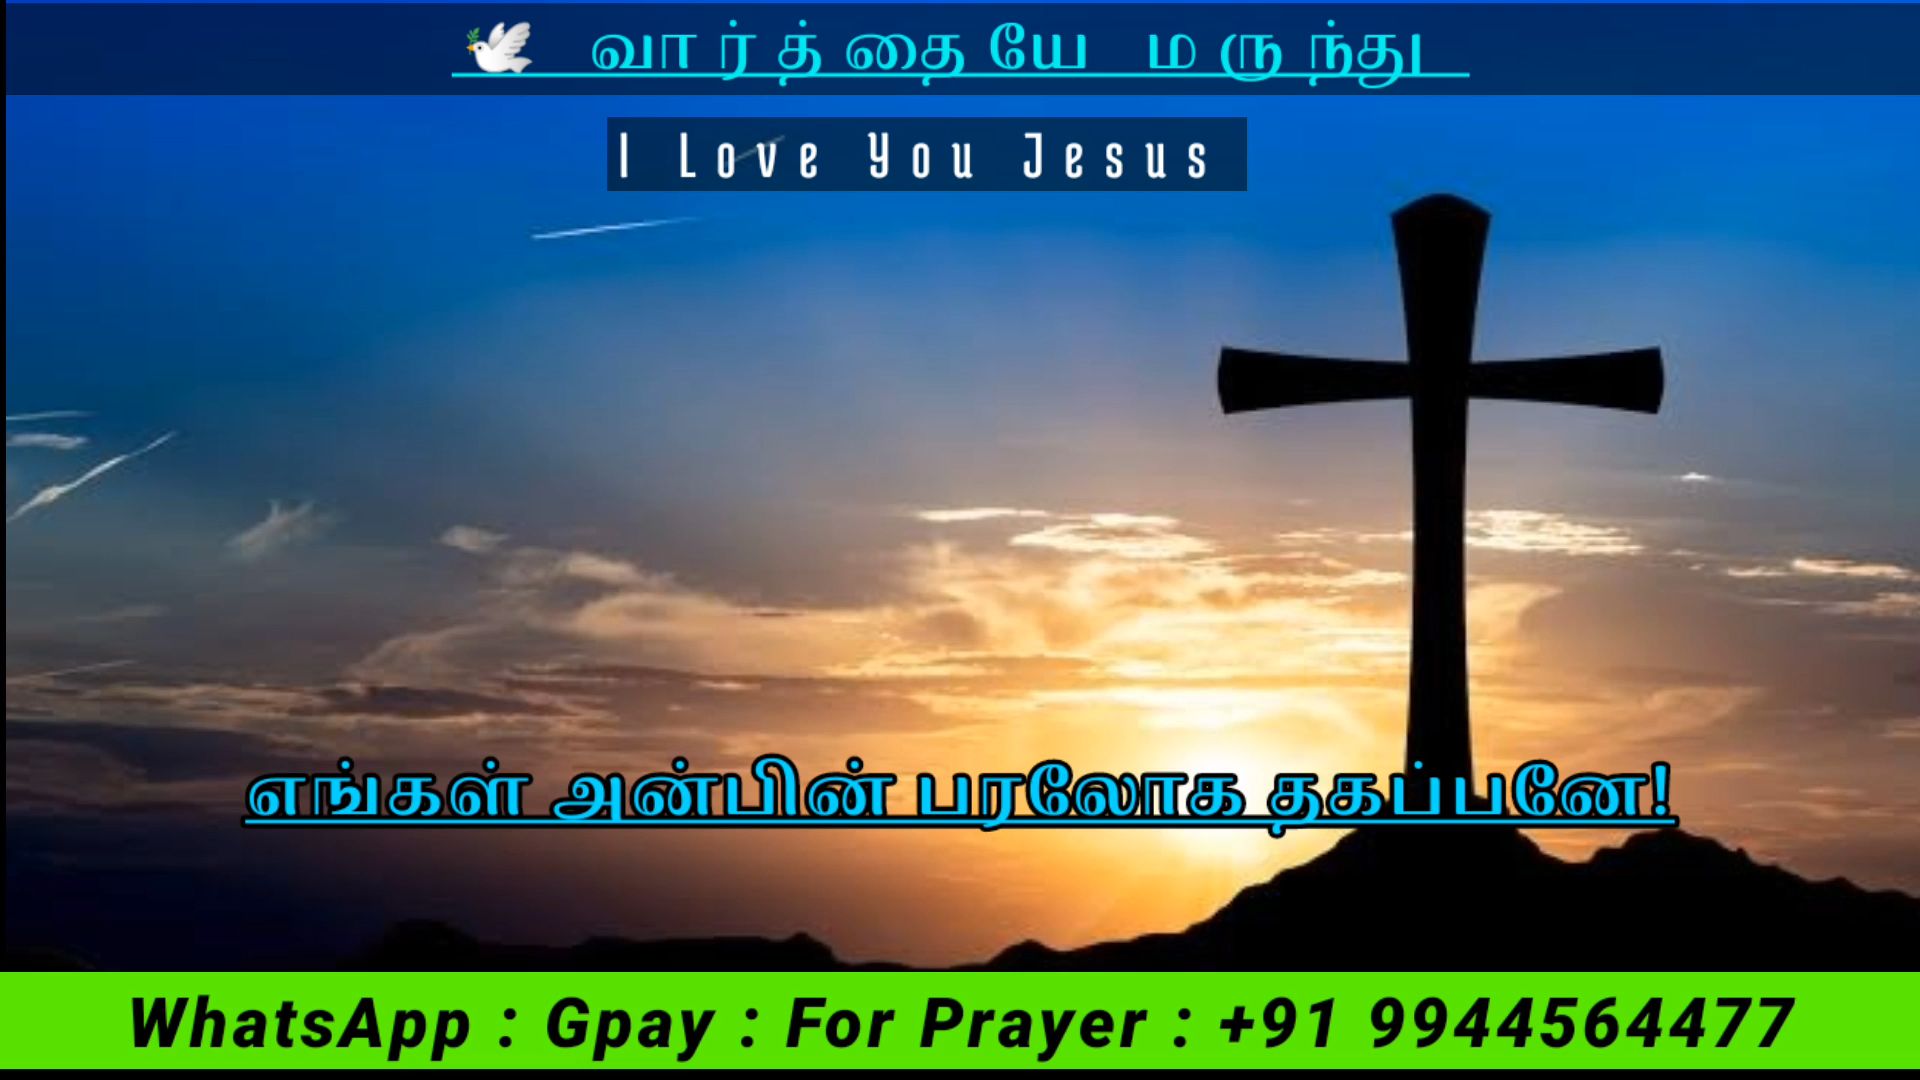 🕊️ வார்த்தையே மருந்து
I Love You Jesus
எங்கள் அன்பின் பரலோக தகப்பனே!
WhatsApp : Gpay : For Prayer : +91 9944564477